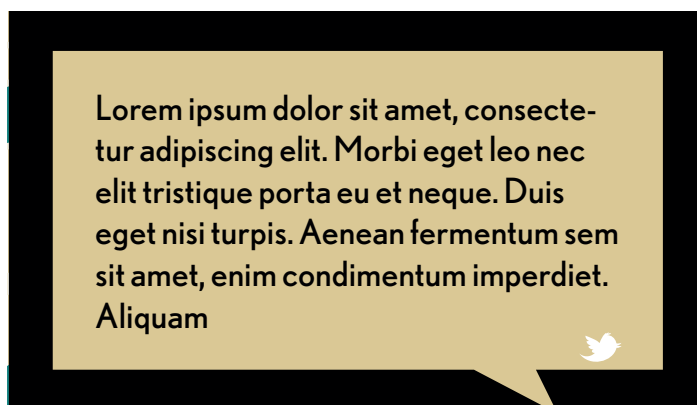 Lorem ipsum dolor sit amet, consecte-
tur adipiscing elit. Morbi eget leo nec
elit tristique porta eu et neque. Duis
eget nisi turpis. Aenean fermentum sem
sit amet, enim condimentum imperdiet.
Aliquam